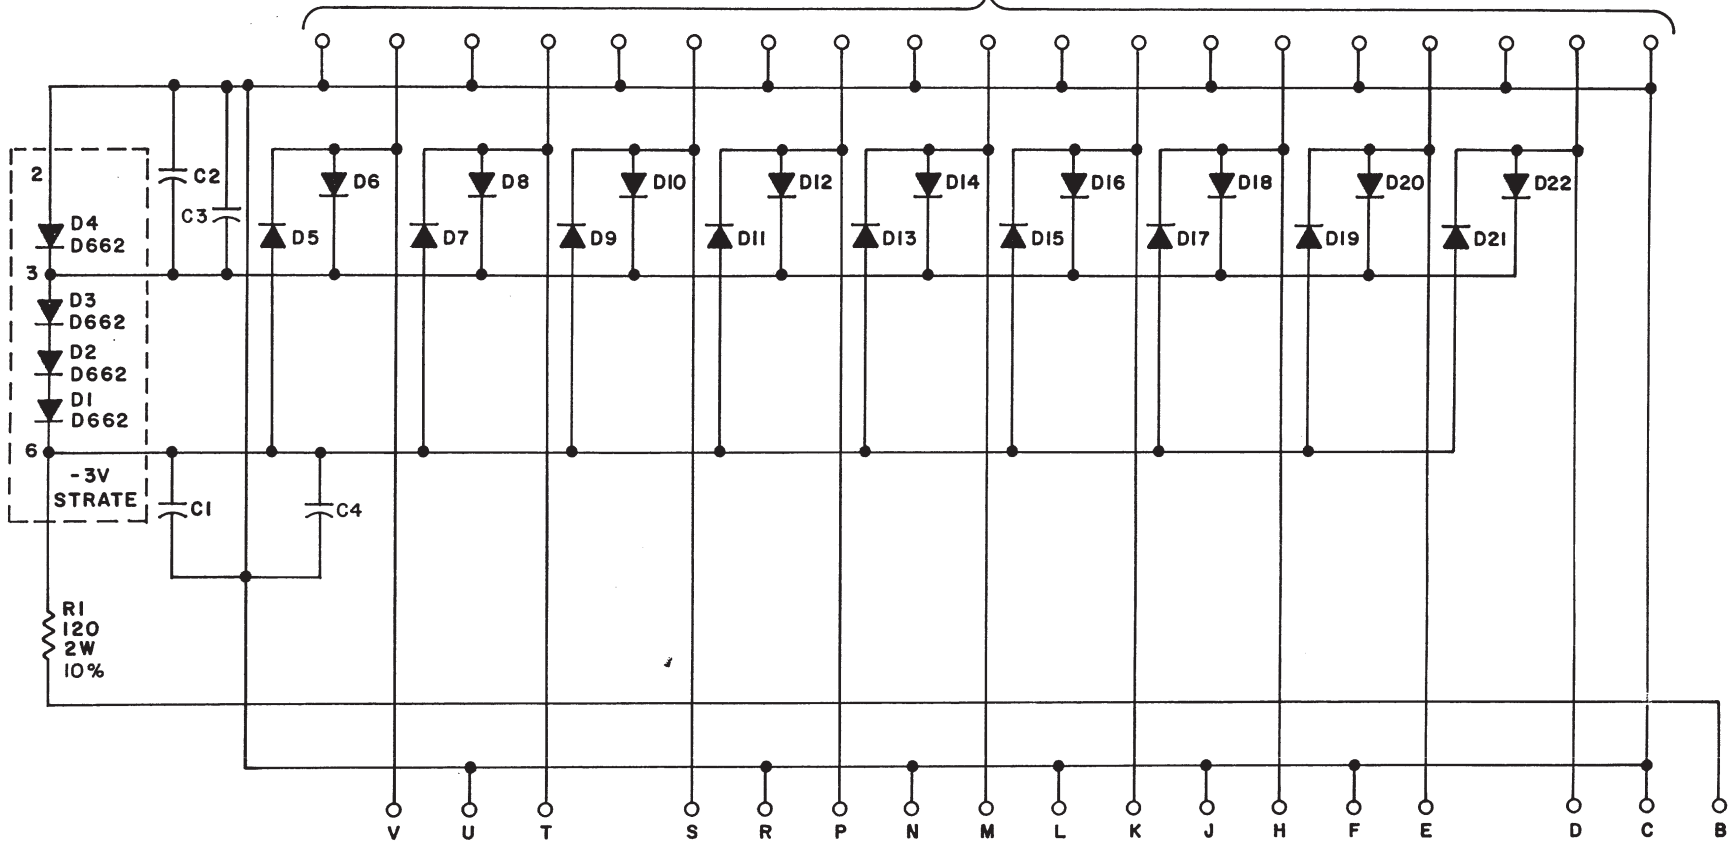 2
C2
C3
D4
D662
3
D3
D662
D2
D662
D1
D662
6
-3V
STRATE
C1
C4
R1
120
2W
10%
D6
D8
D10
D12
D14
D16
D18
D20
D22
D5
D7
D9
D11
D13
D15
D17
D19
D21
V U T S R P N M L K J H F E D C B